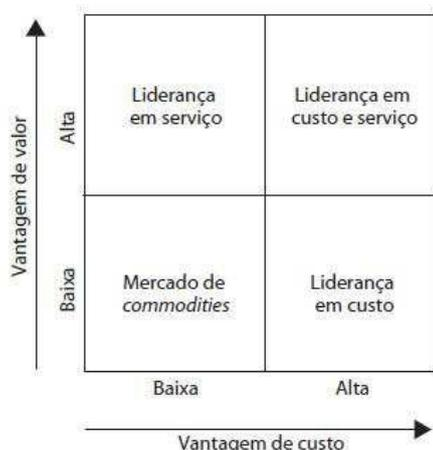 Vantagem de valor
Alta
Liderança
em serviço
Liderança em
custo e serviço
Baixa
Mercado de
commodities
Liderança
em custo
Baixa
Alta
Vantagem de custo